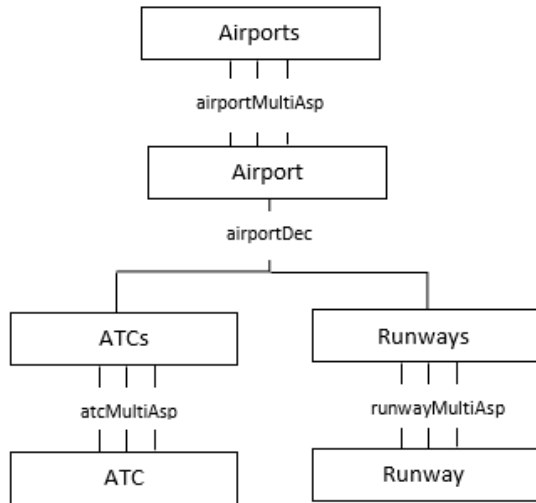 Airports
airportMultiAsp
Airport
airportDec
ATCs
Runways
atcMultiAsp
runwayMultiAsp
ATC
Runway